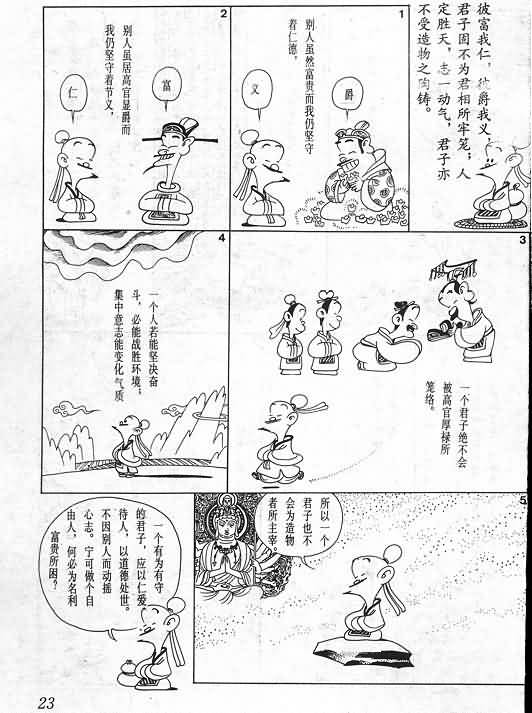 彼富我仁，彼爵我义，
君子固不为君相所牢笼；人
定胜天，志一动气，君子亦
不受造物之陶铸。
1
别人虽然富贵而我仍坚守
着仁德，
爵
义
2
别人虽居高官显爵而
我仍坚守着节义，
富
仁
3
一个君子绝不会
被高官厚禄所
笼络。
4
一个人若能坚决奋
斗，必能战胜环境；
集中意志能变化气质
5
所以一个
君子也不
会为造物
者所主宰。
一个有为有守
的君子，应以仁爱
待人，以道德处世。
不因别人而动摇
心志。宁可做个自
由人，何必为名利
富贵所困？
23